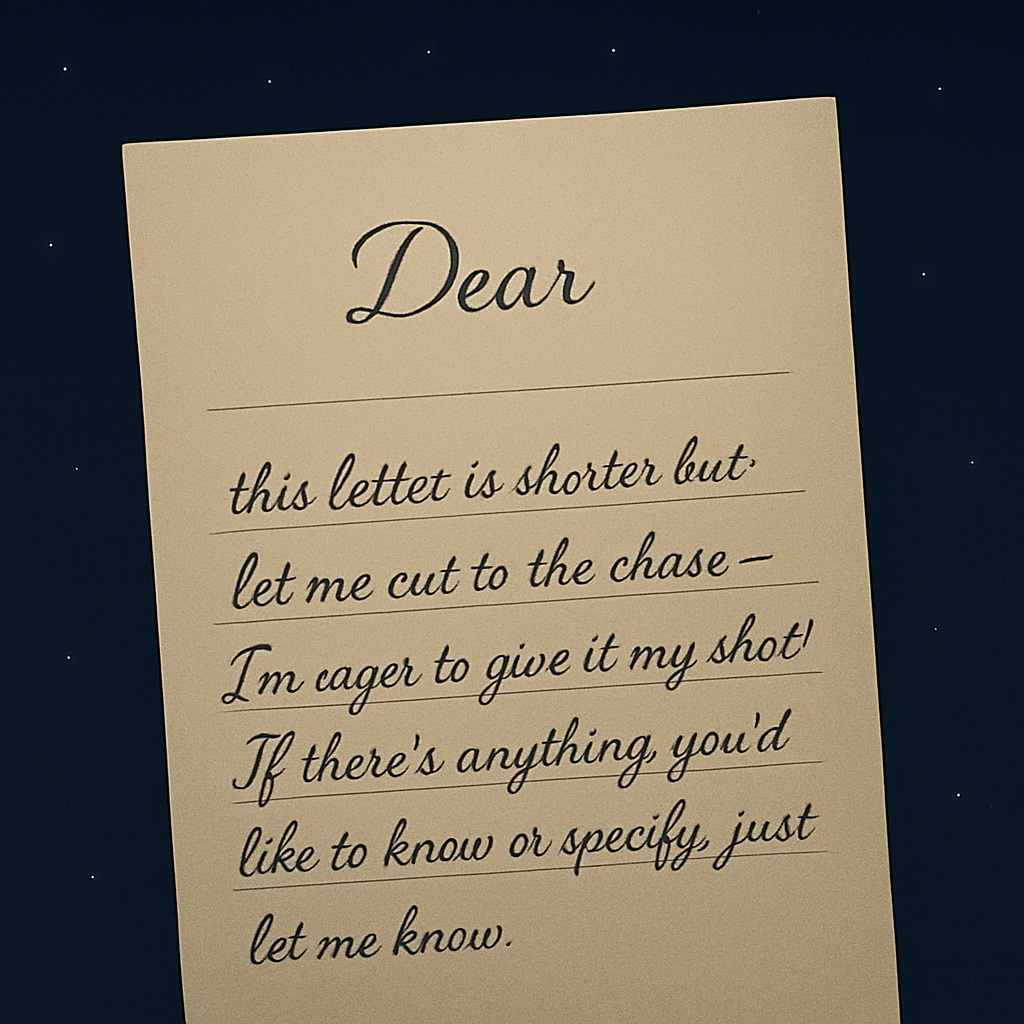 Dear
this lettet is shorter but·
let me cut to the chase –
I'm cager to give it my shot!
If there's anything, you'd
like to know or specify, just
let me know.